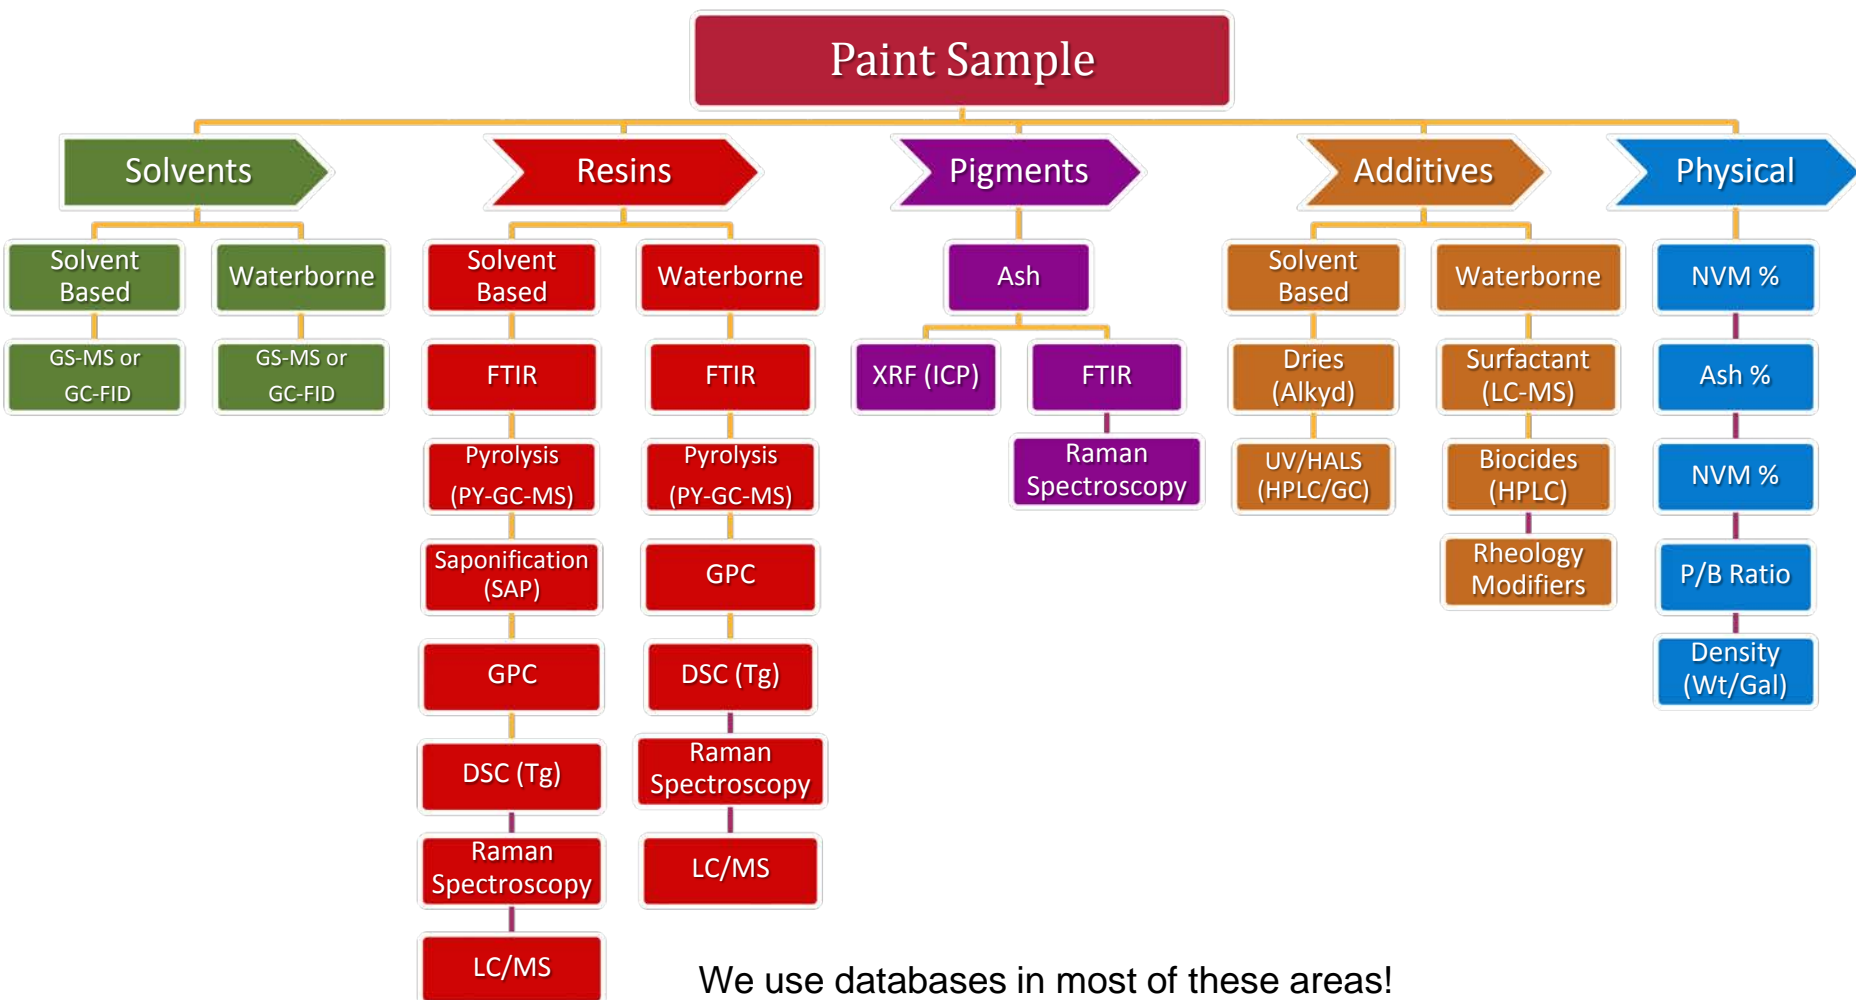 Paint Sample
Solvents
Resins
Pigments
Additives
Physical
Solvent
Based
Waterborne
GS-MS or
GC-FID
GS-MS or
GC-FID
Solvent
Based
FTIR
Pyrolysis
(PY-GC-MS)
Saponification
(SAP)
GPC
DSC (Tg)
Raman
Spectroscopy
LC/MS
Waterborne
FTIR
Pyrolysis
(PY-GC-MS)
GPC
DSC (Tg)
Raman
Spectroscopy
LC/MS
Ash
XRF (ICP)
FTIR
Raman
Spectroscopy
Solvent
Based
Dries
(Alkyd)
UV/HALS
(HPLC/GC)
Waterborne
Surfactant
(LC-MS)
Biocides
(HPLC)
Rheology
Modifiers
NVM %
Ash %
NVM %
P/B Ratio
Density
(Wt/Gal)
We use databases in most of these areas!